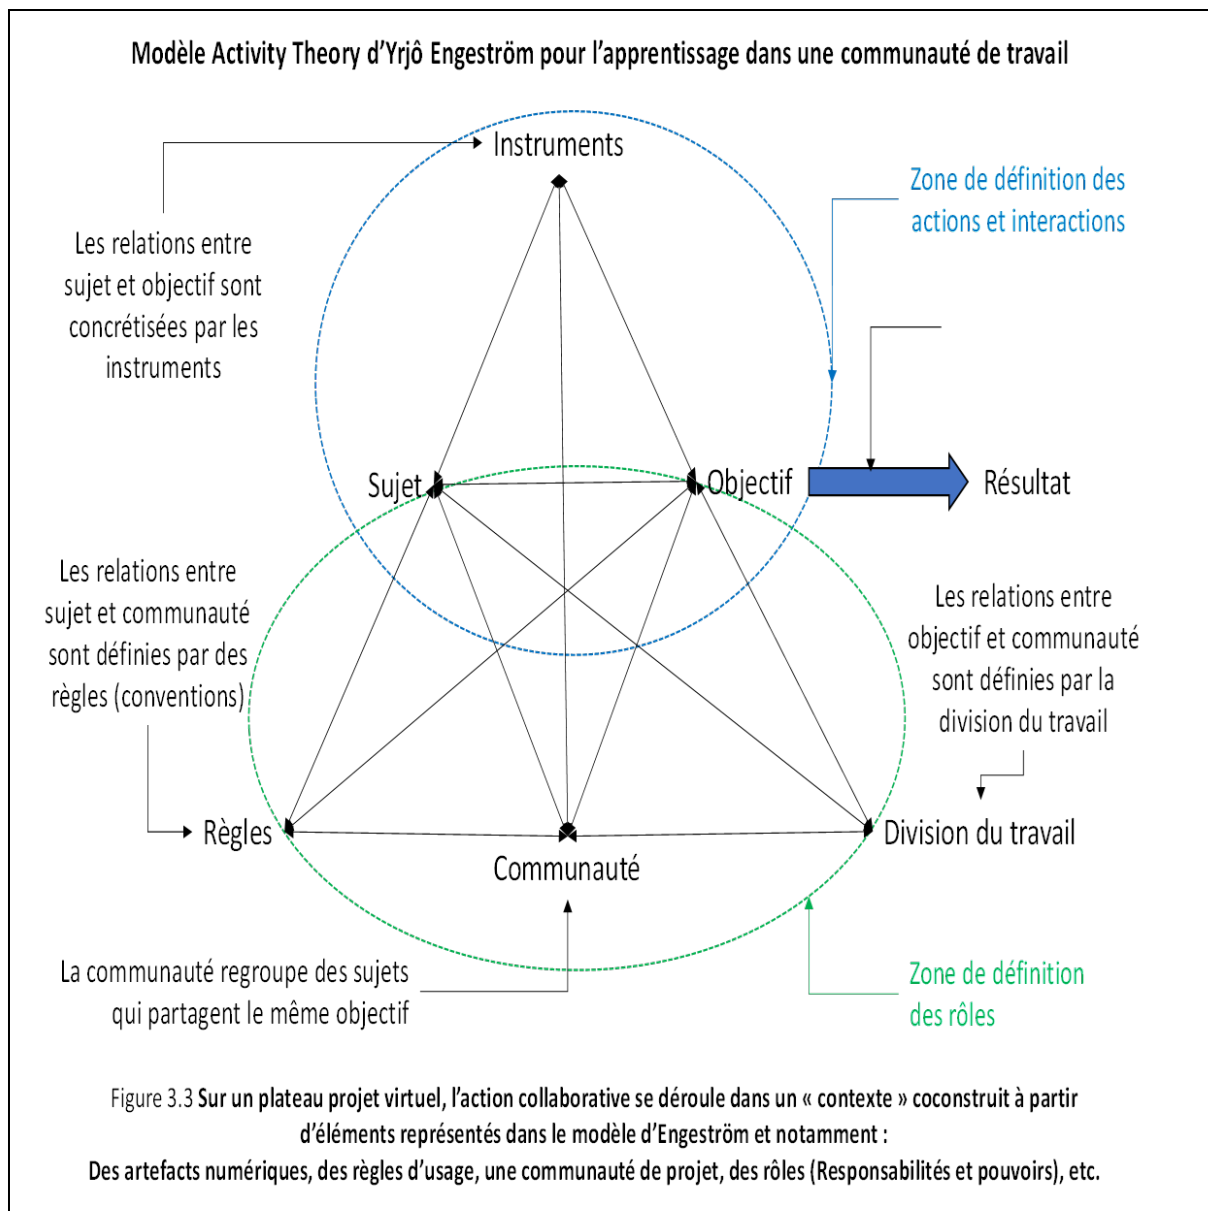 Modèle Activity Theory d’Yrjô Engeström pour l’apprentissage dans une communauté de travail
Instruments
Zone de définition des
actions et interactions
Les relations entre
sujet et objectif sont
concrétisées par les
instruments
Sujet
Objectif
Résultat
Les relations entre
sujet et communauté
sont définies par des
règles (conventions)
Les relations entre
objectif et communauté
sont définies par la
division du travail
Règles
Communauté
Division du travail
La communauté regroupe des sujets
qui partagent le même objectif
Zone de définition
des rôles
Figure 3.3 Sur un plateau projet virtuel, l’action collaborative se déroule dans un « contexte » coconstruit à partir
d’éléments représentés dans le modèle d’Engeström et notamment :
Des artefacts numériques, des règles d’usage, une communauté de projet, des rôles (Responsabilités et pouvoirs), etc.